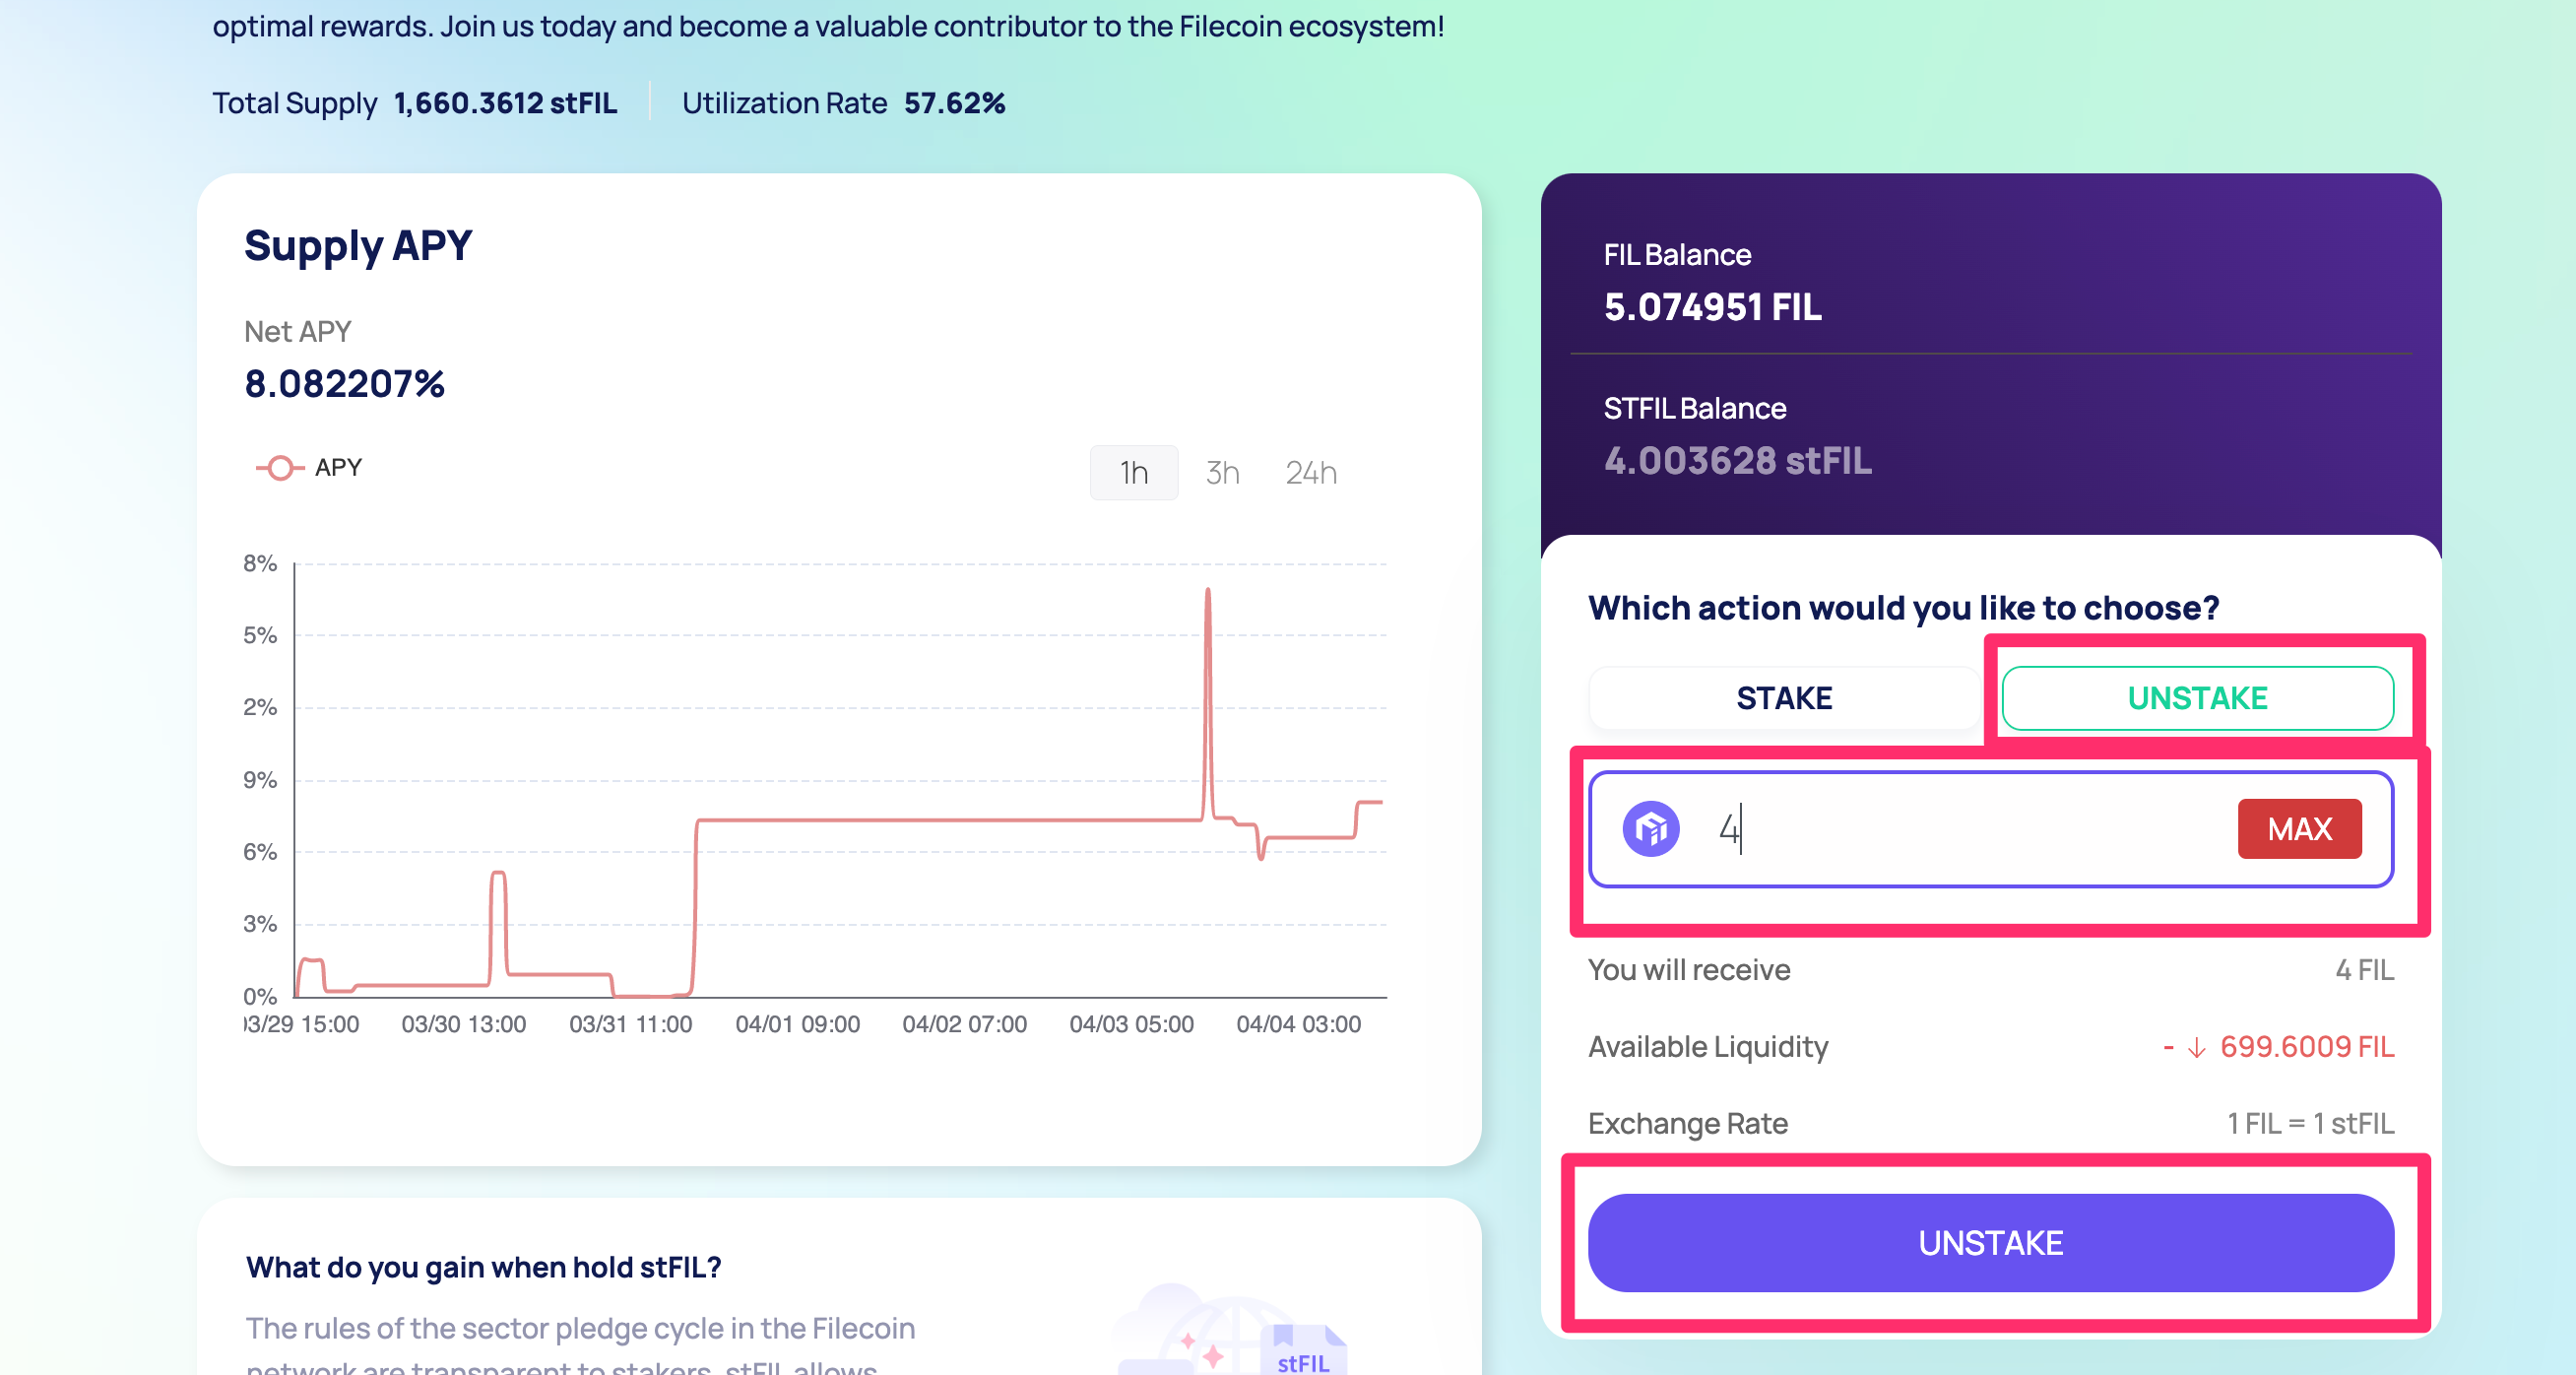 optimal rewards. Join us today and become a valuable contributor to the Filecoin ecosystem!
Total Supply 1,660.3612 stFIL Utilization Rate 57.62%
Supply APY
Net APY
8.082207%
APY
1h 3h 24h
8%
5%
2%
9%
6%
3%
0%
03/29 15:00 03/30 13:00 03/31 11:00 04/01 09:00 04/02 07:00 04/03 05:00 04/04 03:00
What do you gain when hold stFIL?
The rules of the sector pledge cycle in the Filecoin
network are transparent to stakers. stFIL allows
stFIL
FIL Balance
5.074951 FIL
STFIL Balance
4.003628 stFIL
Which action would you like to choose?
STAKE UNSTAKE
4 MAX
You will receive 4 FIL
Available Liquidity - ↓ 699.6009 FIL
Exchange Rate 1 FIL = 1 stFIL
UNSTAKE